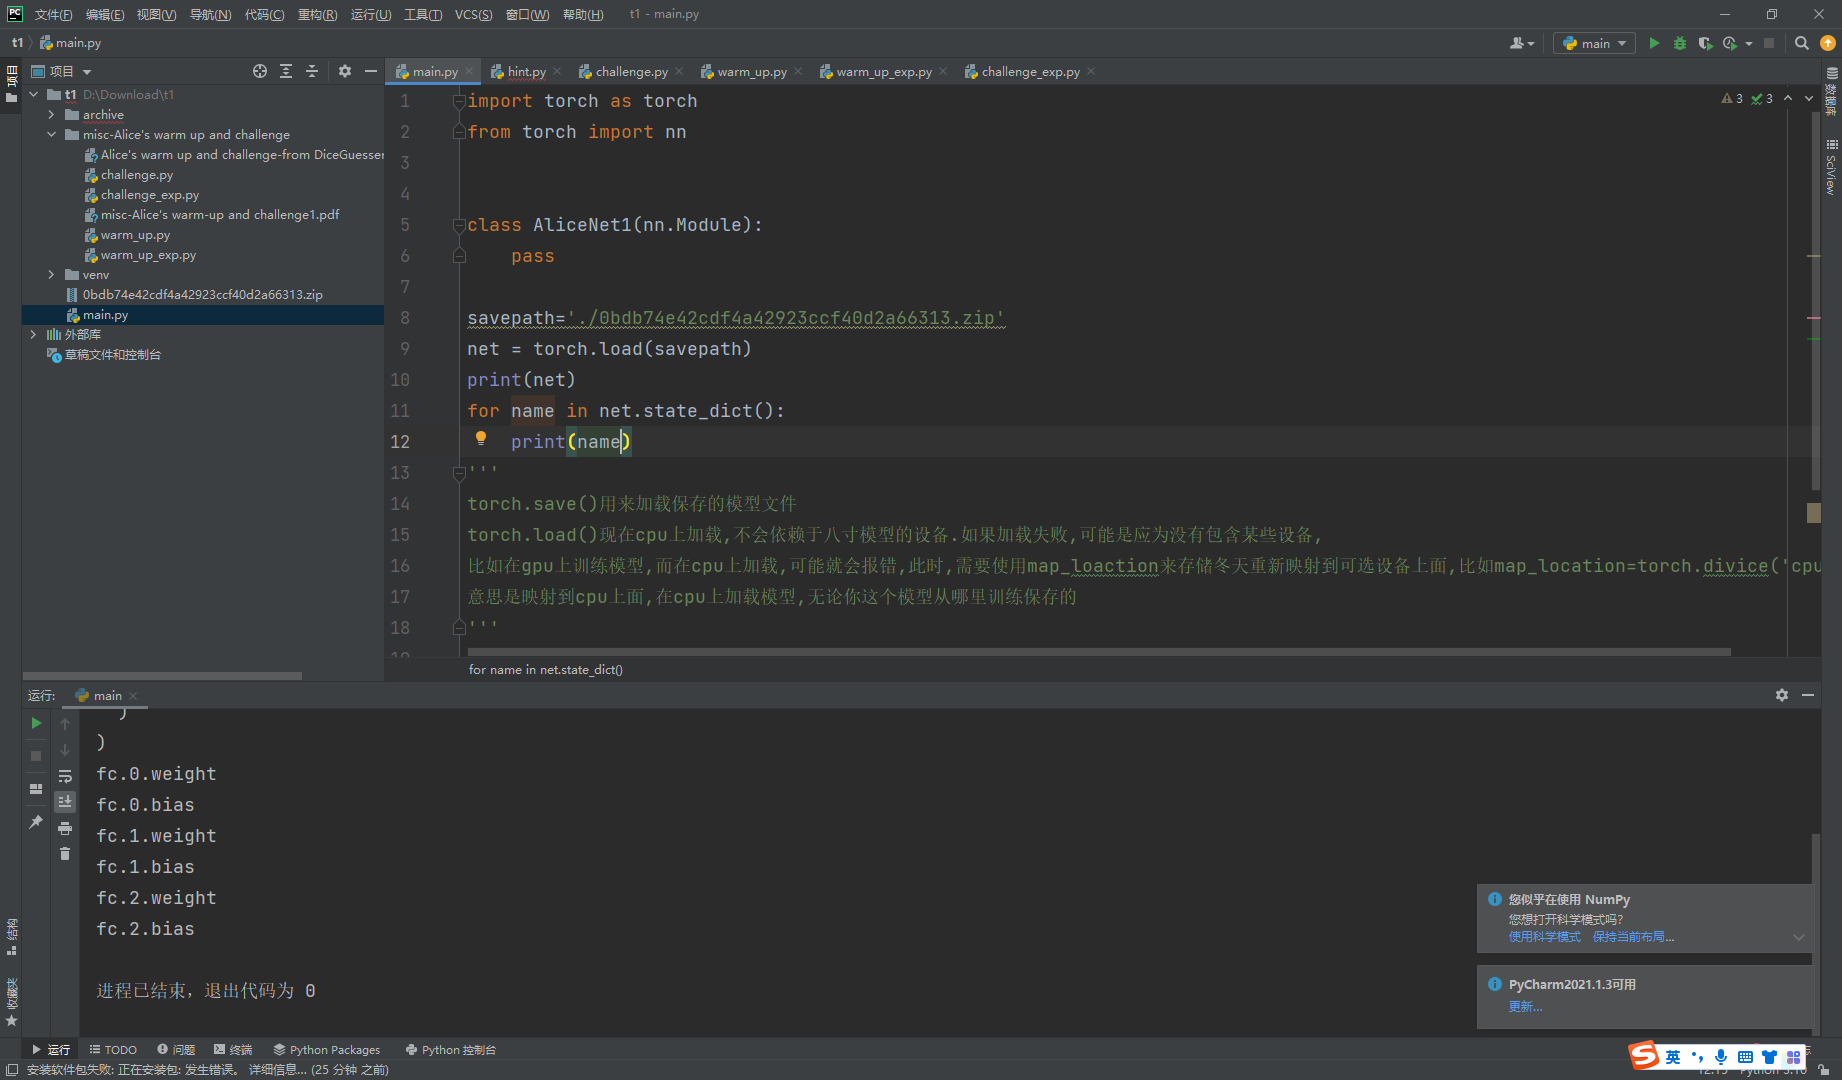 文件(F) 编辑(E) 视图(V) 导航(N) 代码(C) 重构(R) 运行(U) 工具(T) VCS(S) 窗口(W) 帮助(H) t1 - main.py
t1 main.py
main
项目
项目
main.py hint.py challenge.py warm_up.py warm_up_exp.py challenge_exp.py
t1 D:\Download\t1
archive
misc-Alice's warm up and challenge
Alice's warm up and challenge-from DiceGuesser
challenge.py
challenge_exp.py
misc-Alice's warm-up and challenge1.pdf
warm_up.py
warm_up_exp.py
venv
0bdb74e42cdf4a42923ccf40d2a66313.zip
main.py
外部库
草稿文件和控制台
3 3
1 import torch as torch
2 from torch import nn
3
4
5 class AliceNet1(nn.Module):
6 pass
7
8 savepath='./0bdb74e42cdf4a42923ccf40d2a66313.zip'
9 net = torch.load(savepath)
10 print(net)
11 for name in net.state_dict():
12 print(name)
13 '''
14 torch.save()用来加载保存的模型文件
15 torch.load()现在cpu上加载,不会依赖于八寸模型的设备.如果加载失败,可能是应为没有包含某些设备,
16 比如在gpu上训练模型,而在cpu上加载,可能就会报错,此时,需要使用map_loaction来存储冬天重新映射到可选设备上面,比如map_location=torch.divice('cpu
17 意思是映射到cpu上面,在cpu上加载模型,无论你这个模型从哪里训练保存的
18 '''
19
for name in net.state_dict()
数据库
SciView
运行: main
)
)
fc.0.weight
fc.0.bias
fc.1.weight
fc.1.bias
fc.2.weight
fc.2.bias
进程已结束，退出代码为 0
结构
收藏夹
您似乎在使用 NumPy
您想打开科学模式吗?
使用科学模式 保持当前布局...
PyCharm2021.1.3可用
更新...
运行 TODO 问题 终端 Python Packages Python 控制台
安装软件包失败: 正在安装包: 发生错误。 详细信息... (25 分钟 之前)
英